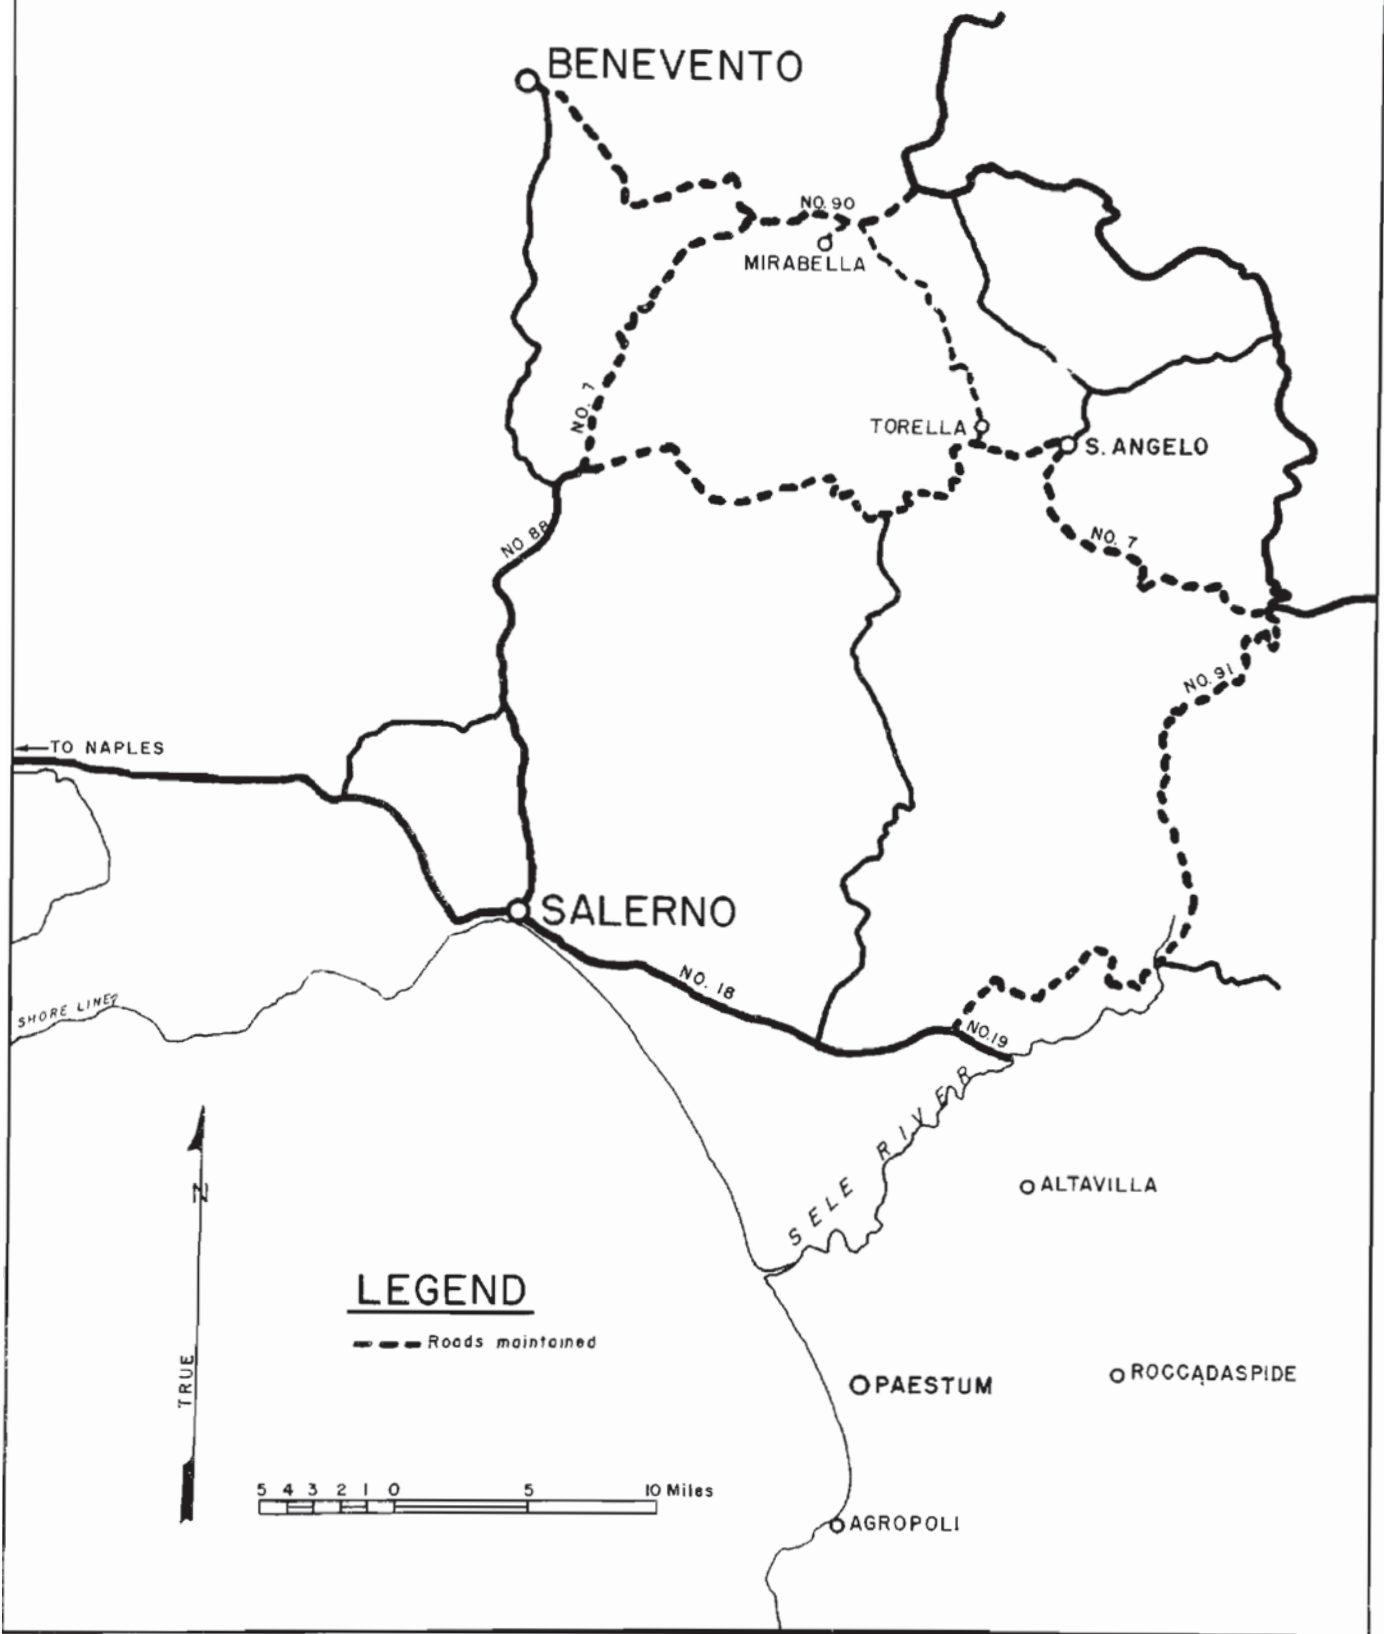 BENEVENTO
NO. 90
MIRABELLA
NO. 7
TORELLA
S. ANGELO
NO. 88
NO. 7
NO. 91
TO NAPLES
SALERNO
NO. 18
SHORE LINE
NO. 19
SELE RIVER
ALTAVILLA
N
TRUE
LEGEND
Roads maintained
PAESTUM
ROCCADASPIDE
5 4 3 2 1 0 5 10 Miles
AGROPOLI